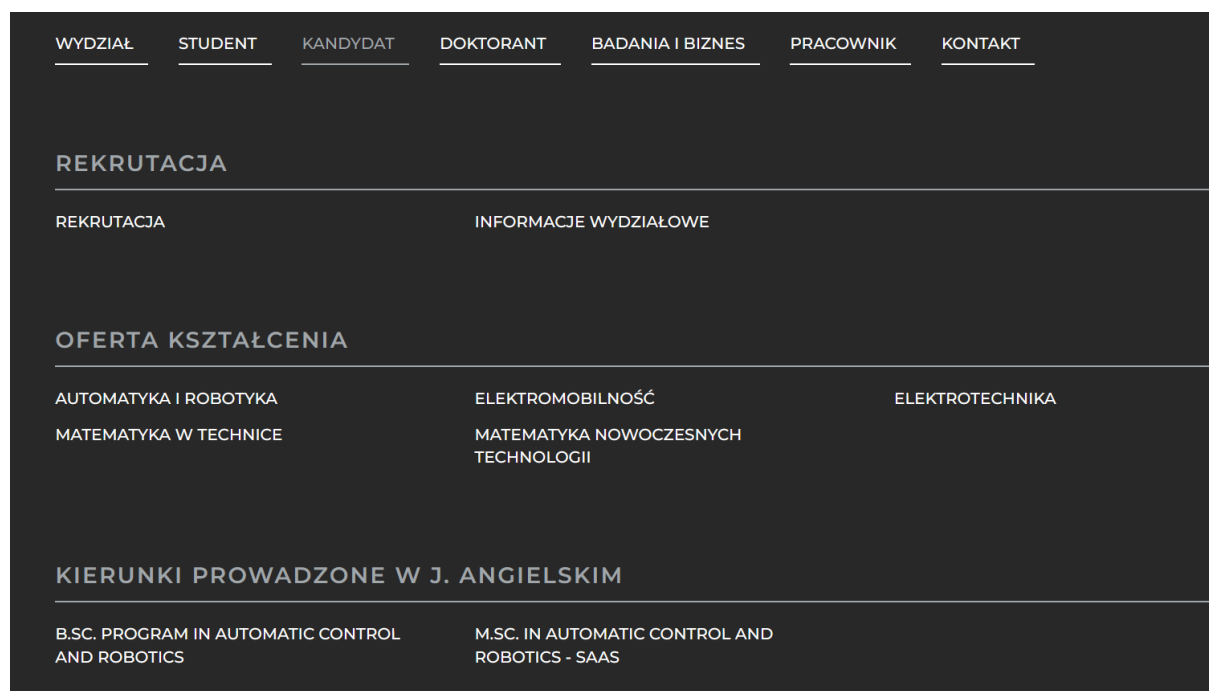 WYDZIAŁ STUDENT KANDYDAT DOKTORANT BADANIA I BIZNES PRACOWNIK KONTAKT
REKRUTACJA
REKRUTACJA INFORMACJE WYDZIAŁOWE
OFERTA KSZTAŁCENIA
AUTOMATYKA I ROBOTYKA ELEKTROMOBILNOŚĆ ELEKTROTECHNIKA
MATEMATYKA W TECHNICE MATEMATYKA NOWOCZESNYCH
TECHNOLOGII
KIERUNKI PROWADZONE W J. ANGIELSKIM
B.SC. PROGRAM IN AUTOMATIC CONTROL
AND ROBOTICS
M.SC. IN AUTOMATIC CONTROL AND
ROBOTICS - SAAS